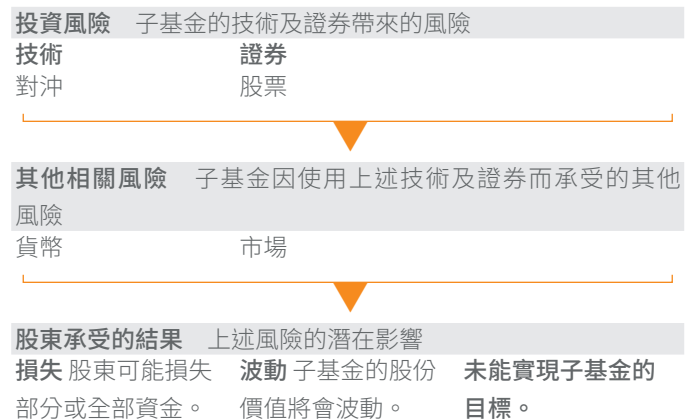 投資風險 子基金的技術及證券帶來的風險
技術 證券
對沖 股票
其他相關風險 子基金因使用上述技術及證券而承受的其他
風險
貨幣 市場
股東承受的結果 上述風險的潛在影響
損失 股東可能損失 波動 子基金的股份 未能實現子基金的
部分或全部資金。 價值將會波動。 目標。